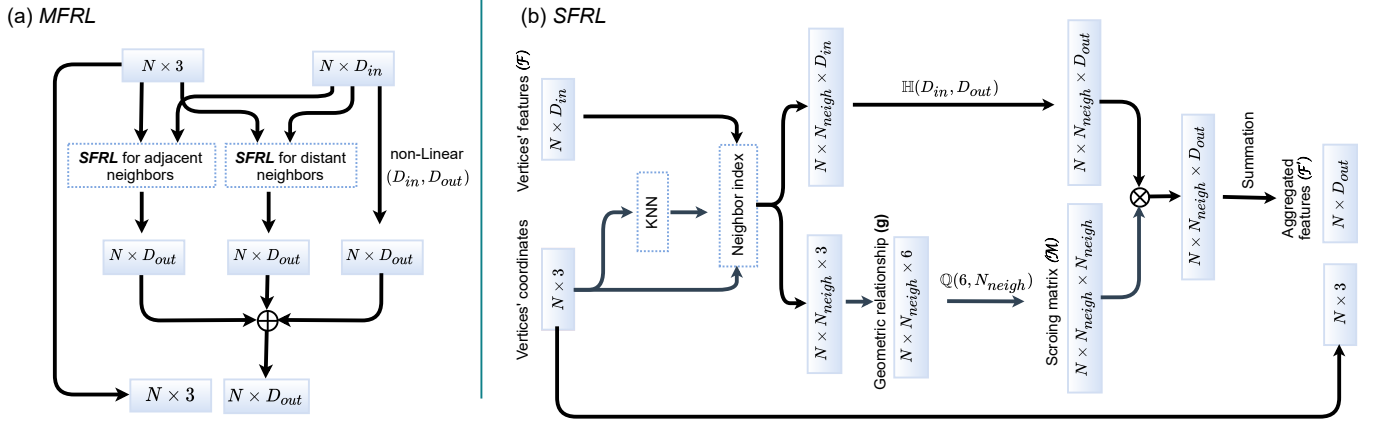 (a) MFRL
N × 3
N × D_in
SFRL for adjacent
neighbors
SFRL for distant
neighbors
non-Linear
(D_in, D_out)
N × D_out
N × D_out
N × D_out
⊕
N × 3
N × D_out
(b) SFRL
Vertices' features (ℱ)
N × D_in
Vertices' coordinates
N × 3
KNN
Neighbor index
N × N_neigh × D_in
ℍ(D_in, D_out)
N × N_neigh × D_out
N × N_neigh × 3
Geometric relationship (g)
N × N_neigh × 6
ℚ(6, N_neigh)
Scroing matrix (ℳ)
N × N_neigh × N_neigh
⊗
N × N_neigh × D_out
Summation
Aggregated
features (ℱ')
N × D_out
N × 3